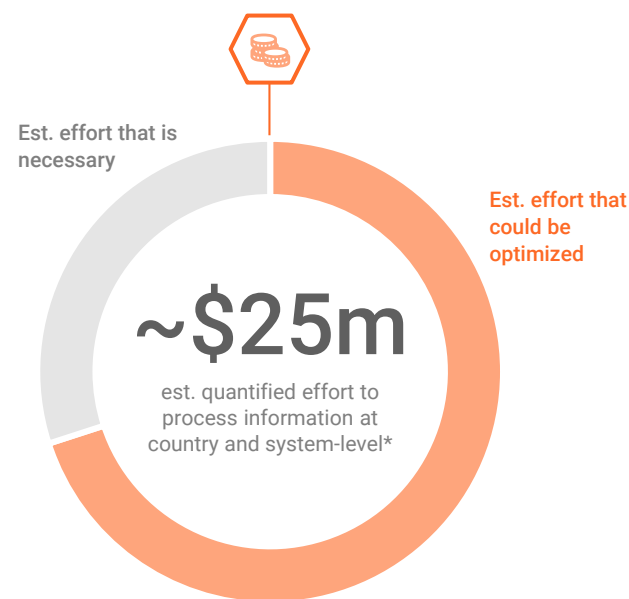 Est. effort that is
necessary
Est. effort that
could be
optimized
~$25m
est. quantified effort to
process information at
country and system-level*